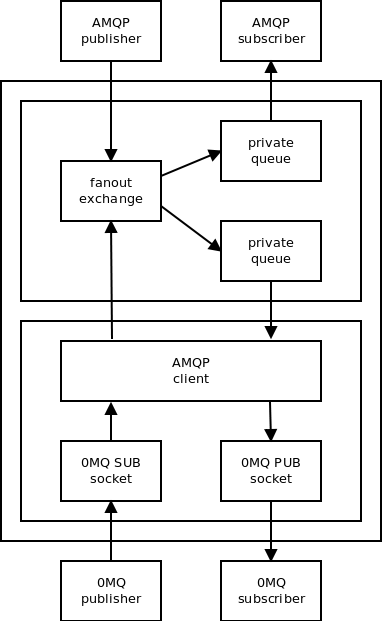 AMQP
publisher
AMQP
subscriber
private
queue
fanout
exchange
private
queue
AMQP
client
0MQ SUB
socket
0MQ PUB
socket
0MQ
publisher
0MQ
subscriber